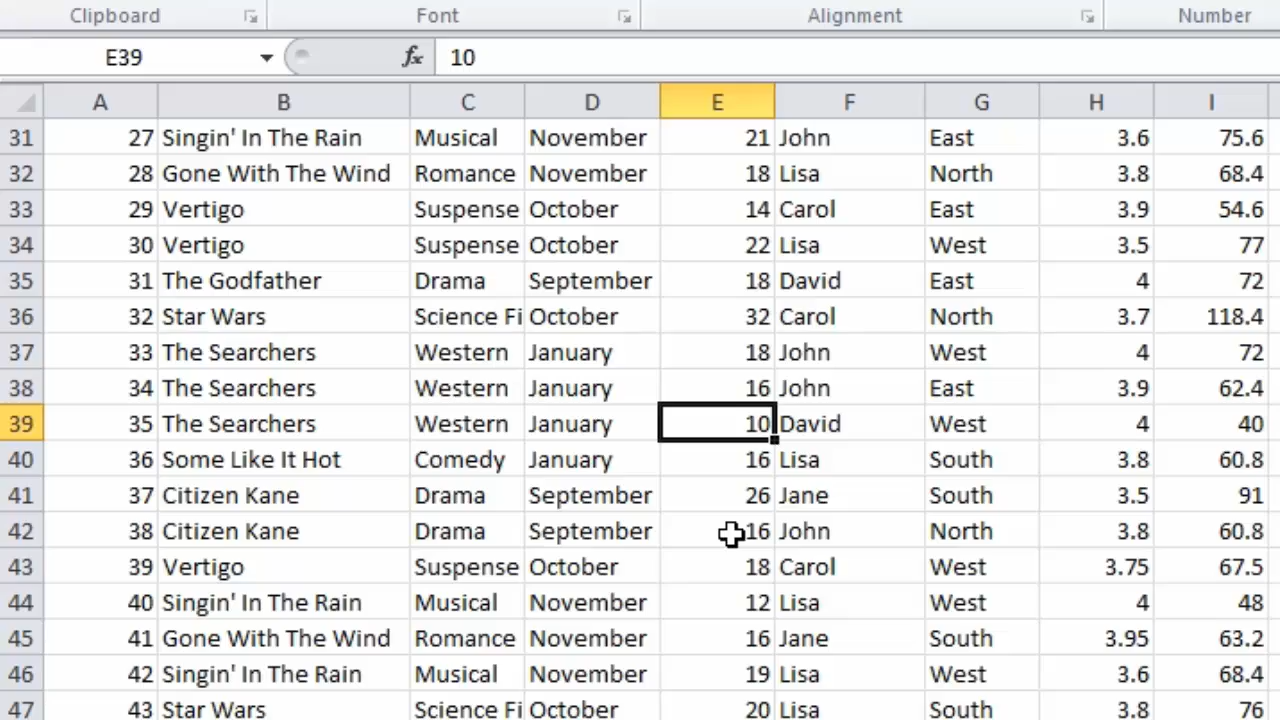 Clipboard Font Alignment Number
E39 fx 10
A B C D E F G H I
31 27 Singin' In The Rain Musical November 21 John East 3.6 75.6
32 28 Gone With The Wind Romance November 18 Lisa North 3.8 68.4
33 29 Vertigo Suspense October 14 Carol East 3.9 54.6
34 30 Vertigo Suspense October 22 Lisa West 3.5 77
35 31 The Godfather Drama September 18 David East 4 72
36 32 Star Wars Science Fi October 32 Carol North 3.7 118.4
37 33 The Searchers Western January 18 John West 4 72
38 34 The Searchers Western January 16 John East 3.9 62.4
39 35 The Searchers Western January 10 David West 4 40
40 36 Some Like It Hot Comedy January 16 Lisa South 3.8 60.8
41 37 Citizen Kane Drama September 26 Jane South 3.5 91
42 38 Citizen Kane Drama September 16 John North 3.8 60.8
43 39 Vertigo Suspense October 18 Carol West 3.75 67.5
44 40 Singin' In The Rain Musical November 12 Lisa West 4 48
45 41 Gone With The Wind Romance November 16 Jane South 3.95 63.2
46 42 Singin' In The Rain Musical November 19 Lisa West 3.6 68.4
47 43 Star Wars Science Fi October 20 Lisa South 3.8 76